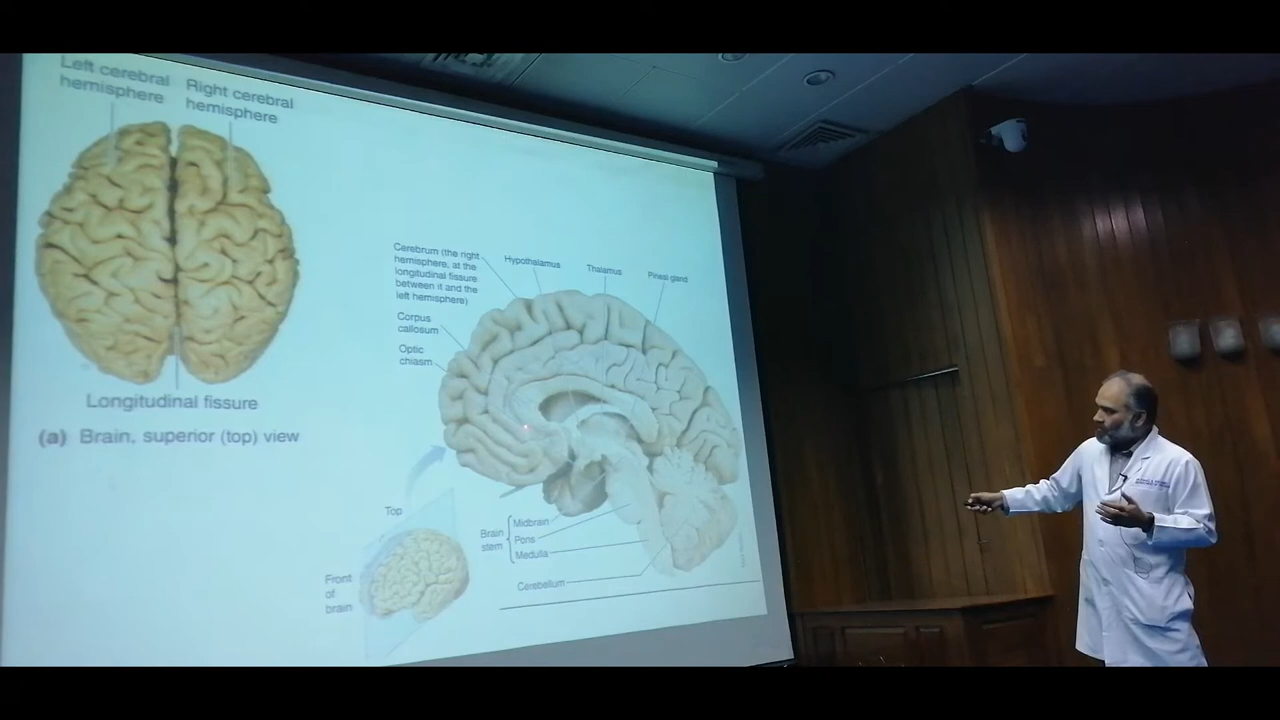 Left cerebral
hemisphere
Right cerebral
hemisphere
Longitudinal fissure
(a) Brain, superior (top) view
Cerebrum (the right
hemisphere, at the
longitudinal fissure
between it and the
left hemisphere)
Hypothalamus
Thalamus
Pineal gland
Corpus
callosum
Optic
chiasm
Top
Front
of
brain
Brain
stem
Midbrain
Pons
Medulla
Cerebellum